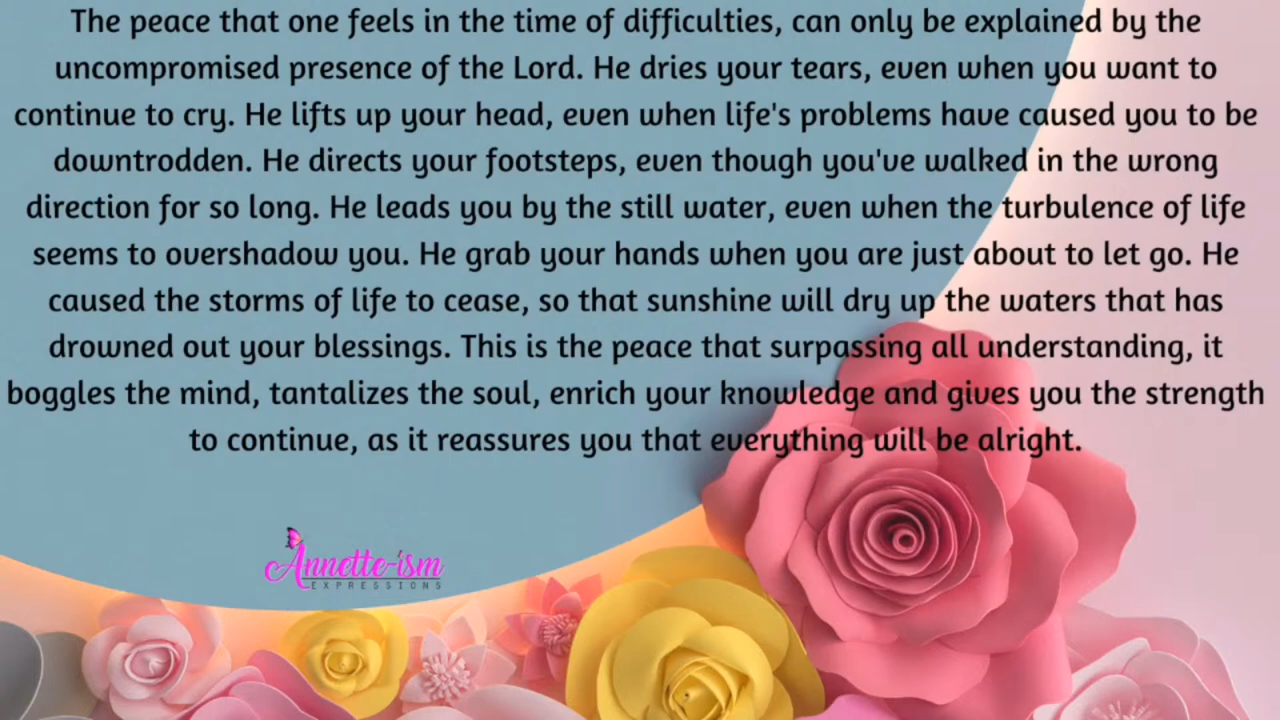 The peace that one feels in the time of difficulties, can only be explained by the
uncompromised presence of the Lord. He dries your tears, even when you want to
continue to cry. He lifts up your head, even when life's problems have caused you to be
downtrodden. He directs your footsteps, even though you've walked in the wrong
direction for so long. He leads you by the still water, even when the turbulence of life
seems to overshadow you. He grab your hands when you are just about to let go. He
caused the storms of life to cease, so that sunshine will dry up the waters that has
drowned out your blessings. This is the peace that surpassing all understanding, it
boggles the mind, tantalizes the soul, enrich your knowledge and gives you the strength
to continue, as it reassures you that everything will be alright.
Annette-ism
EXPRESSIONS